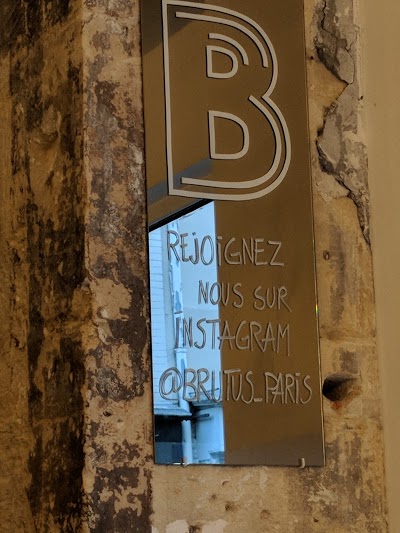 B
REJOIGNEZ
NOUS SUR
INSTAGRAM
@BRUTUS_PARIS